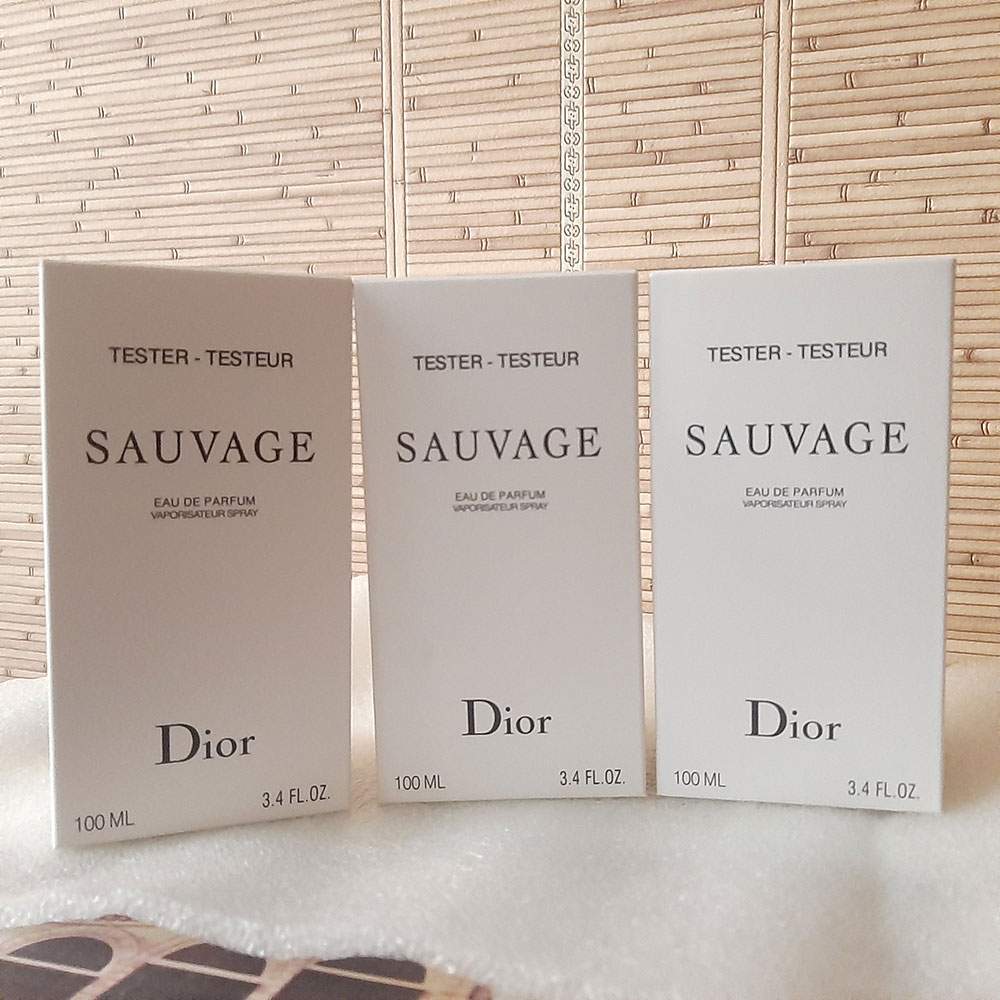 TESTER - TESTEUR
SAUVAGE
EAU DE PARFUM
VAPORISATEUR SPRAY
Dior
100 ML
3.4 FL.OZ.
TESTER - TESTEUR
SAUVAGE
EAU DE PARFUM
VAPORISATEUR SPRAY
Dior
100 ML
3.4 FL.OZ.
TESTER - TESTEUR
SAUVAGE
EAU DE PARFUM
VAPORISATEUR SPRAY
Dior
100 ML
3.4 FL.OZ.